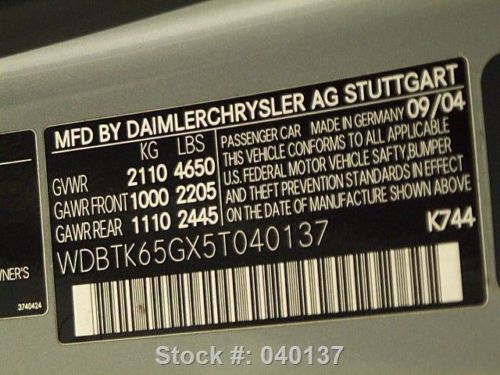 MFD BY DAIMLERCHRYSLER AG STUTTGART
KG LBS
GVWR 2110 4650
GAWR FRONT 1000 2205
GAWR REAR 1110 2445
09/04
PASSENGER CAR MADE IN GERMANY
THIS VEHICLE CONFORMS TO ALL APPLICABLE
U.S. FEDERAL MOTOR VEHICLE SAFTY, BUMPER
AND THEFT PREVENTION STANDARDS IN EFFECT
ON THE DATE OF MANUFACTURE SHOWN ABOVE
K744
WDBTK65GX5T040137
WNER'S
3740424
Stock #: 040137